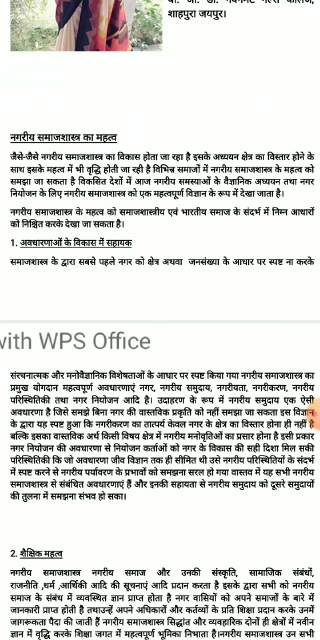 शाहपुरा जयपुर।
नगरीय समाजशास्त्र का महत्व
जैसे-जैसे नगरीय समाजशास्त्र का विकास होता जा रहा है इसके अध्ययन क्षेत्र का विस्तार होने के
साथ इसके महत्व में भी वृद्धि होती जा रही है विभिन्न समाजों में नगरीय समाजशास्त्र के महत्व को
समझा जा सकता है विकसित देशों में आज नगरीय समस्याओं के वैज्ञानिक अध्ययन तथा नगर
नियोजन के लिए नगरीय समाजशास्त्र को एक महत्वपूर्ण विज्ञान के रूप में देखा जाता है।
नगरीय समाजशास्त्र के महत्व को समाजशास्त्रीय एवं भारतीय समाज के संदर्भ में निम्न आधारों
को निश्चित करके देखा जा सकता है।
1. अवधारणाओं के विकास में सहायक
समाजशास्त्र के द्वारा सबसे पहले नगर को क्षेत्र अथवा जनसंख्या के आधार पर स्पष्ट ना करके
with WPS Office
संरचनात्मक और मनोवैज्ञानिक विशेषताओं के आधार पर स्पष्ट किया गया नगरीय समाजशास्त्र का
प्रमुख योगदान महत्वपूर्ण अवधारणाएं नगर, नगरीय समुदाय, नगरीयता, नगरीकरण, नगरीय
परिस्थितिकी तथा नगर नियोजन आदि है। उदाहरण के रूप में नगरीय समुदाय एक ऐसी
अवधारणा है जिसे समझे बिना नगर की वास्तविक प्रकृति को नहीं समझा जा सकता इस विज्ञान
के द्वारा यह स्पष्ट हुआ कि नगरीकरण का तात्पर्य केवल नगर के क्षेत्र का विस्तार होना ही नहीं है
बल्कि इसका वास्तविक अर्थ किसी विषय क्षेत्र में नगरीय मनोवृतिओं का प्रसार होना है इसी प्रकार
नगर नियोजन की अवधारणा से नियोजन कर्ताओं को नगर के विकास की सही दिशा मिल सकी
परिस्थितिकी कि जो अवधारणा जीव विज्ञान तक ही सीमित थी उसे नगरीय परिस्थितियों के संदर्भ
में स्पष्ट करने से नगरीय पर्यावरण के प्रभावों को समझना सरल हो गया वास्तव में यह सभी नगरीय
समाजशास्त्र से संबंधित अवधारणाएं हैं और इनकी सहायता से नगरीय समुदाय को दूसरे समुदायों
की तुलना में समझना संभव हो सका।
2. शैक्षिक महत्व
नगरीय समाजशास्त्र नगरीय समाज और उनकी संस्कृति, सामाजिक संबंधों,
राजनीति ,धर्म ,आर्थिकी आदि की सूचनाएं आदि प्रदान करता है इसके द्वारा सभी को नगरीय
समाज के संबंध में व्यवस्थित ज्ञान प्राप्त होता है नगर वासियों को अपने समाजों के बारे में
जानकारी प्राप्त होती है तथाउन्हें अपने अधिकारों और कर्तव्यों के प्रति शिक्षा प्रदान करके उनमें
जागरूकता पैदा की जाती हैं नगरीय समाजशास्त्र सिद्धांत और व्यवहारिक दोनों ही क्षेत्रों में नवीन
ज्ञान में वृद्धि करके शिक्षा जगत में महत्वपूर्ण भूमिका निभाता है।नगरीय समाजशास्त्र उन सभी